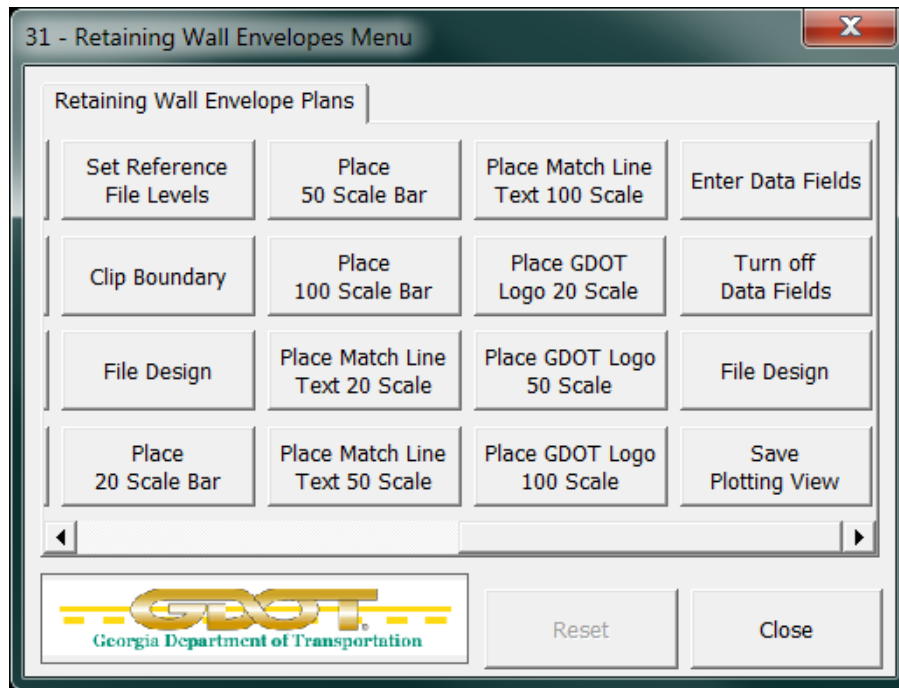 31 - Retaining Wall Envelopes Menu
X
Retaining Wall Envelope Plans
Set Reference
File Levels
Place
50 Scale Bar
Place Match Line
Text 100 Scale
Enter Data Fields
Clip Boundary
Place
100 Scale Bar
Place GDOT
Logo 20 Scale
Turn off
Data Fields
File Design
Place Match Line
Text 20 Scale
Place GDOT Logo
50 Scale
File Design
Place
20 Scale Bar
Place Match Line
Text 50 Scale
Place GDOT Logo
100 Scale
Save
Plotting View
GDOT®
Georgia Department of Transportation
Reset
Close